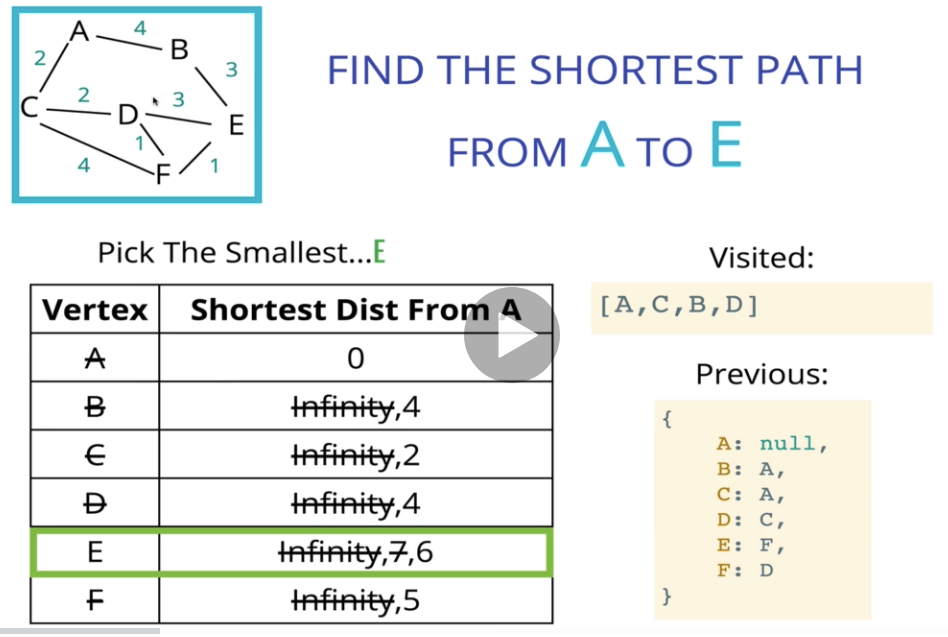 A 4 B
2 3
C 2 D 3 E
1
4 F 1
FIND THE SHORTEST PATH
FROM A TO E
Pick The Smallest...E
Visited:
[A,C,B,D]
Vertex Shortest Dist From A
A 0
B Infinity,4
C Infinity,2
D Infinity,4
E Infinity,7,6
F Infinity,5
Previous:
{
A: null,
B: A,
C: A,
D: C,
E: F,
F: D
}